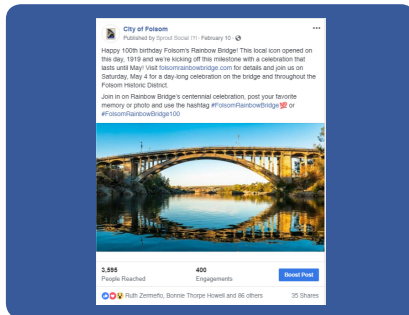 City of Folsom
Published by Sprout Social [?] · February 10 ·
Happy 100th birthday Folsom's Rainbow Bridge! This local icon opened on
this day, 1919 and we're kicking off this milestone with a celebration that
lasts until May! Visit folsomrainbowbridge.com for details and join us on
Saturday, May 4 for a day-long celebration on the bridge and throughout the
Folsom Historic District.
Join in on Rainbow Bridge's centennial celebration, post your favorite
memory or photo and use the hashtag #FolsomRainbowBridge💯 or
#FolsomRainbowBridge100
3,595 400
People Reached Engagements
Boost Post
Ruth Zermeño, Bonnie Thorpe Howell and 86 others 35 Shares